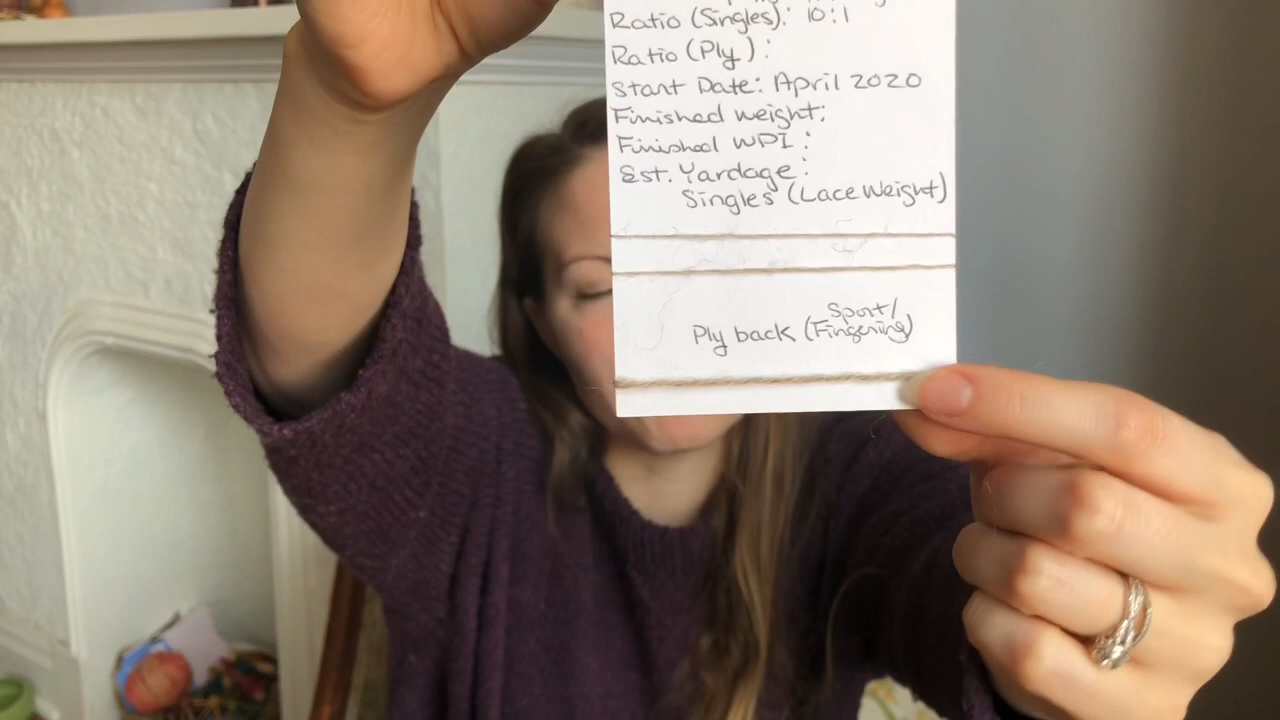 Ratio (Singles): 10:1
Ratio (Ply):
Start Date: April 2020
Finished weight:
Finished WPI:
Est. Yardage:
Singles (Lace Weight)
Sport/
Ply back (Fingering)